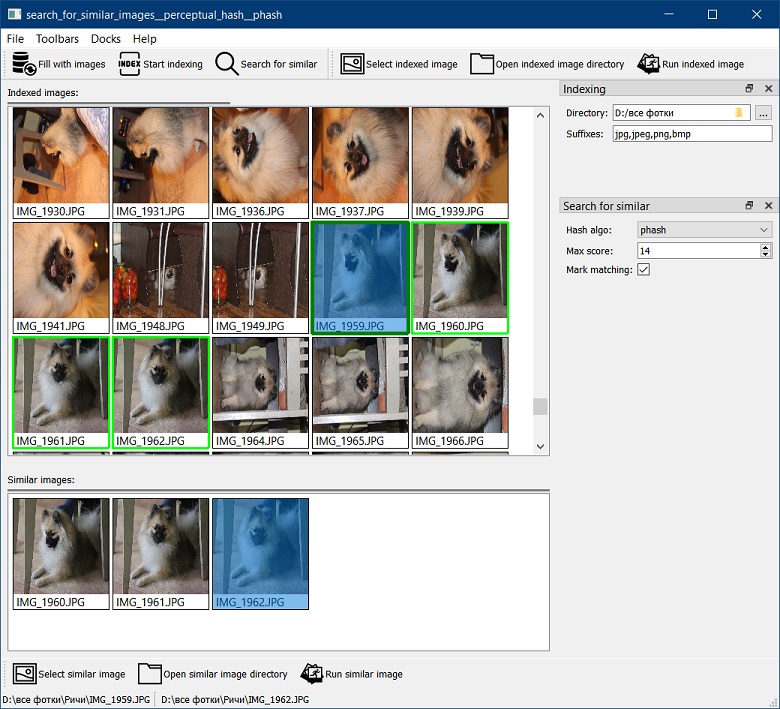 search_for_similar_images__perceptual_hash__phash
File Toolbars Docks Help
Fill with images INDEX Start indexing Search for similar Select indexed image Open indexed image directory Run indexed image
Indexed images:
IMG_1930.JPG IMG_1931.JPG IMG_1936.JPG IMG_1937.JPG IMG_1939.JPG
IMG_1941.JPG IMG_1948.JPG IMG_1949.JPG IMG_1959.JPG IMG_1960.JPG
IMG_1961.JPG IMG_1962.JPG IMG_1964.JPG IMG_1965.JPG IMG_1966.JPG
Indexing
Directory: D:/все фотки ...
Suffixes: jpg,jpeg,png,bmp
Search for similar
Hash algo: phash
Max score: 14
Mark matching:
Similar images:
IMG_1960.JPG IMG_1961.JPG IMG_1962.JPG
Select similar image Open similar image directory Run similar image
D:\все фотки\Ричи\IMG_1959.JPG D:\все фотки\Ричи\IMG_1962.JPG